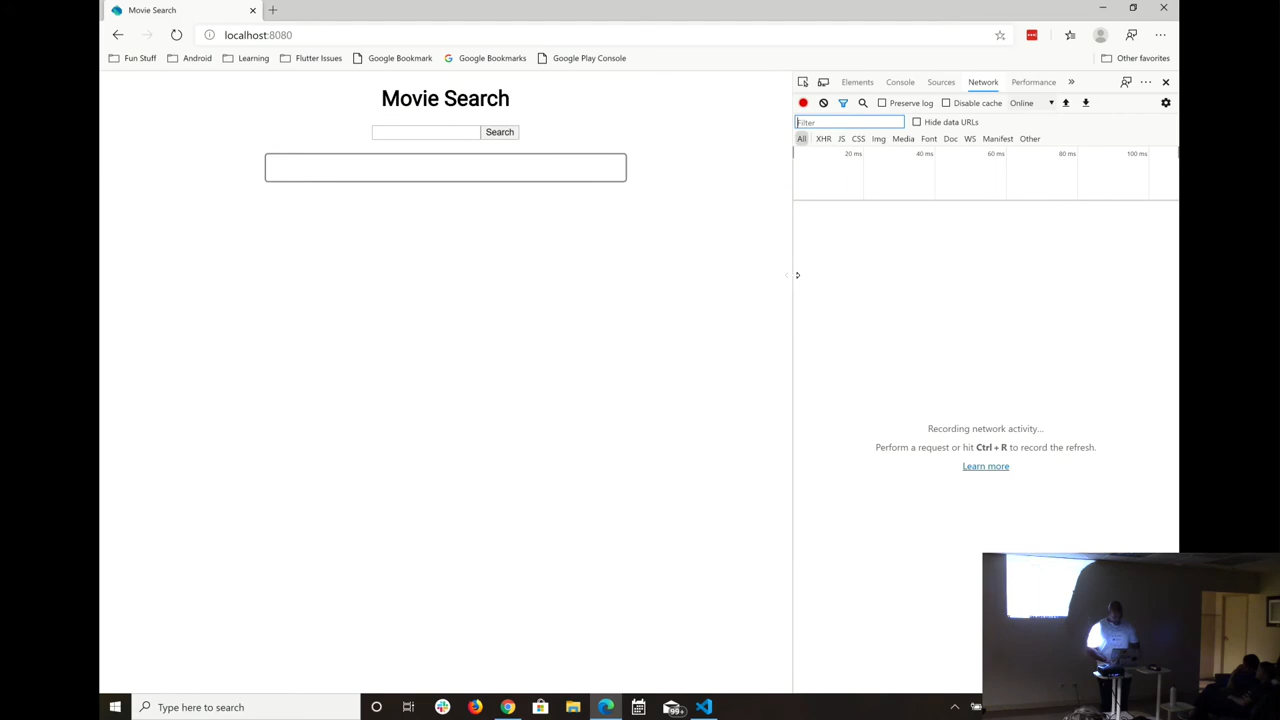 Movie Search
localhost:8080
Fun Stuff Android Learning Flutter Issues Google Bookmark Google Bookmarks Google Play Console Other favorites
Elements Console Sources Network Performance
Preserve log Disable cache Online
Filter Hide data URLs
All XHR JS CSS Img Media Font Doc WS Manifest Other
20 ms 40 ms 60 ms 80 ms 100 ms
Movie Search
Search
Recording network activity...
Perform a request or hit Ctrl + R to record the refresh.
Learn more
Type here to search
99+